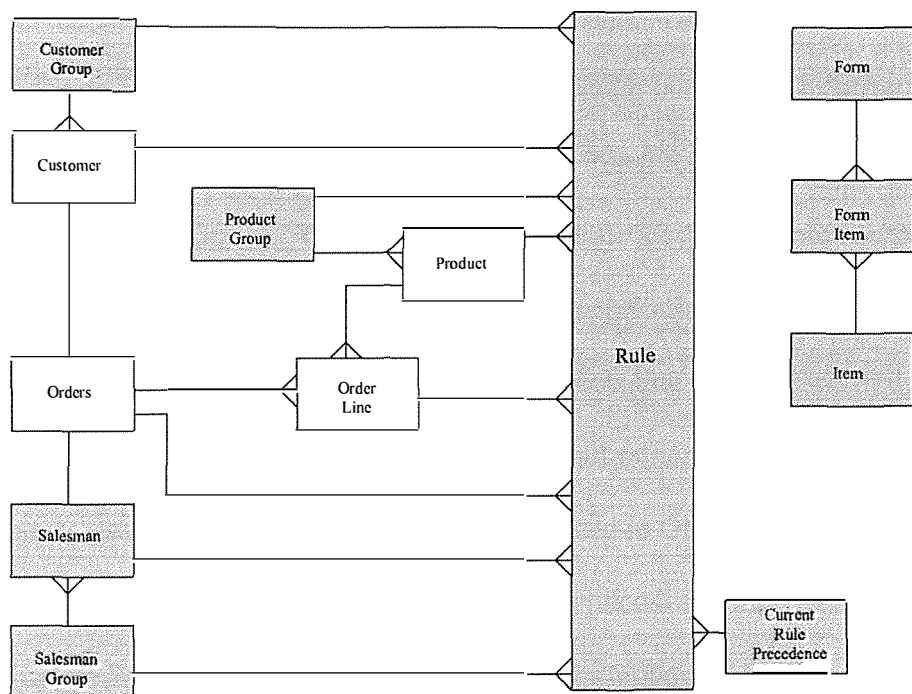 Customer
Group
Form
Customer
Product
Group
Form
Item
Product
Rule
Orders
Order
Line
Item
Salesman
Current
Rule
Precedence
Salesman
Group